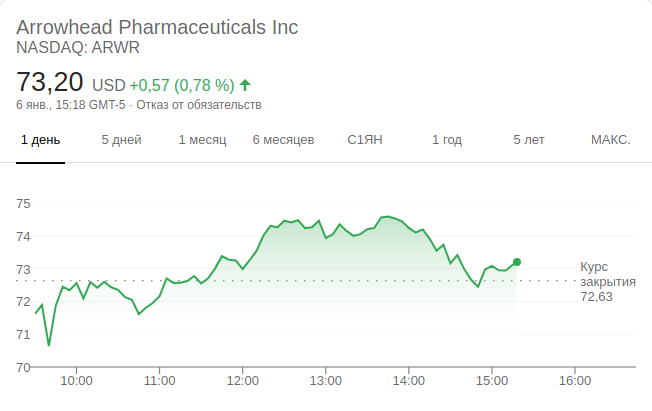 Arrowhead Pharmaceuticals Inc
NASDAQ: ARWR
73,20 USD +0,57 (0,78 %)
6 янв., 15:18 GMT-5 · Отказ от обязательств
1 день 5 дней 1 месяц 6 месяцев С1ЯН 1 год 5 лет МАКС.
75
74
73
72
71
70
Курс
закрытия
72,63
10:00 11:00 12:00 13:00 14:00 15:00 16:00